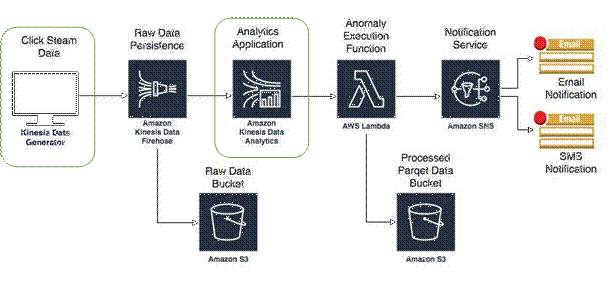 Click Steam
Data
Kinesia Data
Generator
Raw Data
Persistence
Amazon
Kinesis Data
Firehose
Analytics
Application
Amazon
Kinesis Data
Analytics
Anomaly
Execution
Function
AWS Lambda
Notification
Service
Amazon SNS
Email
Email
Notification
Email
SMS
Notification
Raw Data
Bucket
Amazon S3
Processed
Parqet Data
Bucket
Amazon S3